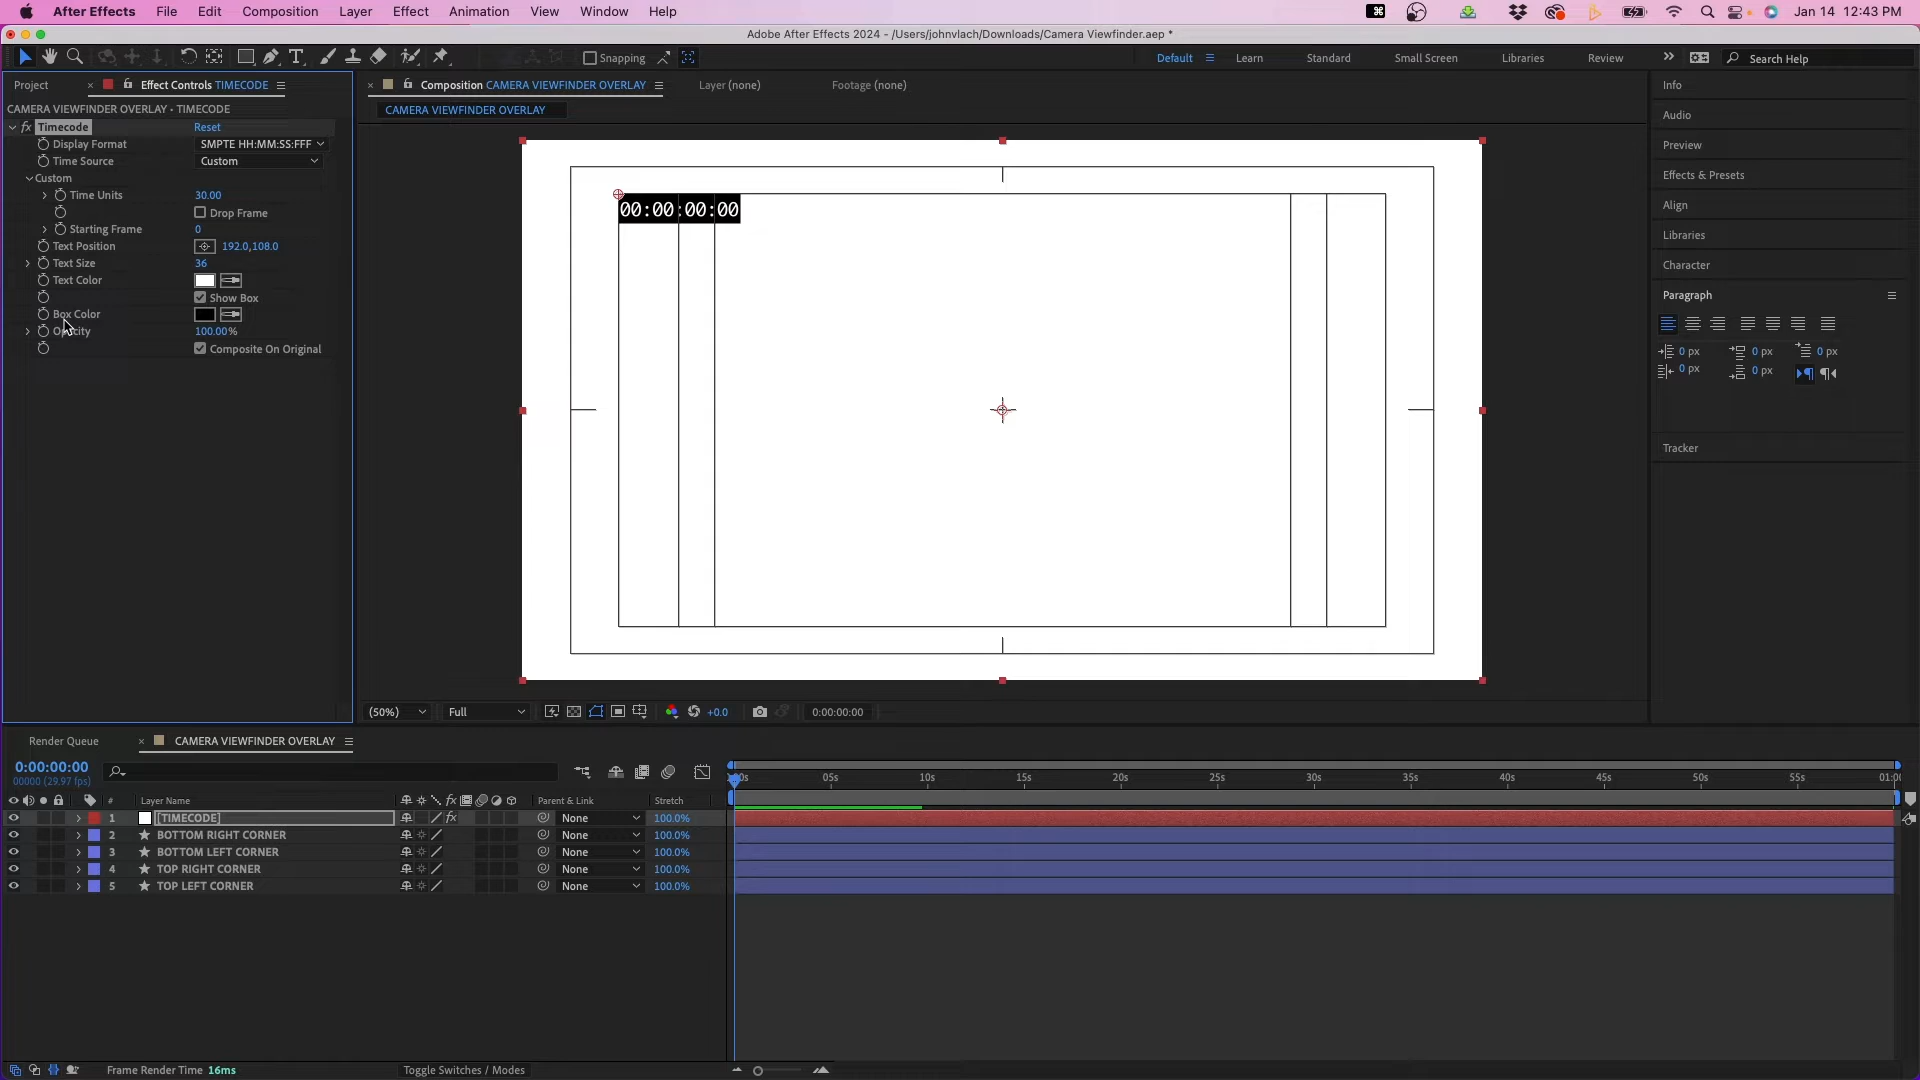 After Effects File Edit Composition Layer Effect Animation View Window Help Jan 14 12:43 PM
Adobe After Effects 2024 - /Users/johnvlach/Downloads/Camera Viewfinder.aep *
Snapping Default Learn Standard Small Screen Libraries Review Search Help
Project Effect Controls TIMECODE Composition CAMERA VIEWFINDER OVERLAY Layer (none) Footage (none)
CAMERA VIEWFINDER OVERLAY • TIMECODE
CAMERA VIEWFINDER OVERLAY
fx Timecode Reset
Display Format SMPTE HH:MM:SS:FFF
Time Source Custom
Custom
Time Units 30.00
Drop Frame
Starting Frame 0
Text Position 192.0,108.0
Text Size 36
Text Color
Show Box
Box Color
Opacity 100.00%
Composite On Original
00:00:00:00
Info
Audio
Preview
Effects & Presets
Align
Libraries
Character
Paragraph
0 px 0 px 0 px
0 px 0 px
Tracker
(50%) Full +0.0 0:00:00:00
Render Queue CAMERA VIEWFINDER OVERLAY
0:00:00:00
00000 (29.97 fps)
05s 10s 15s 20s 25s 30s 35s 40s 45s 50s 55s
# Layer Name fx Parent & Link Stretch
1 [TIMECODE] fx None 100.0%
2 BOTTOM RIGHT CORNER None 100.0%
3 BOTTOM LEFT CORNER None 100.0%
4 TOP RIGHT CORNER None 100.0%
5 TOP LEFT CORNER None 100.0%
Frame Render Time 16ms Toggle Switches / Modes